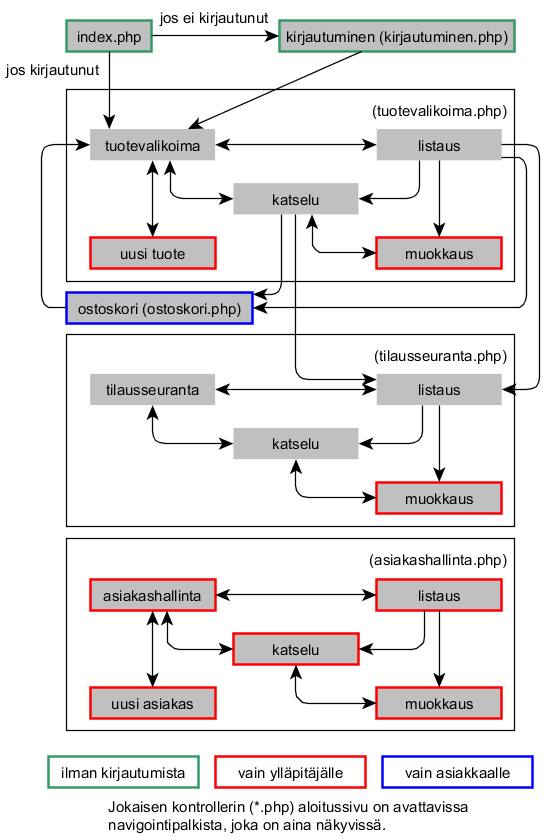 jos ei kirjautunut
index.php
kirjautuminen (kirjautuminen.php)
jos kirjautunut
(tuotevalikoima.php)
tuotevalikoima
listaus
katselu
uusi tuote
muokkaus
ostoskori (ostoskori.php)
(tilausseuranta.php)
tilausseuranta
listaus
katselu
muokkaus
(asiakashallinta.php)
asiakashallinta
listaus
katselu
uusi asiakas
muokkaus
ilman kirjautumista
vain ylläpitäjälle
vain asiakkaalle
Jokaisen kontrollerin (*.php) aloitussivu on avattavissa
navigointipalkista, joka on aina näkyvissä.